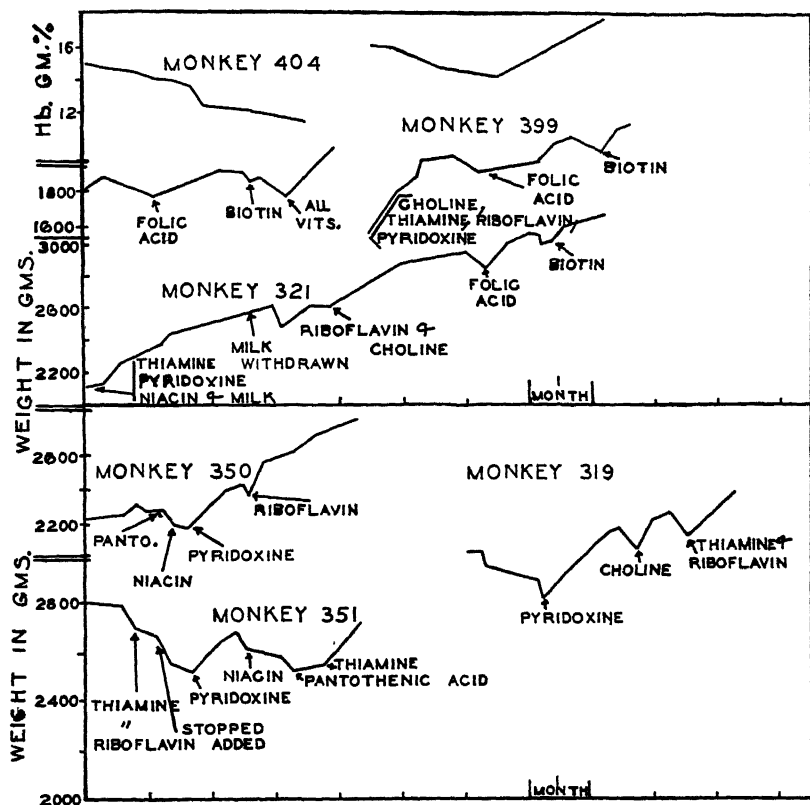 Hb. GM.%
16
12
MONKEY 404
MONKEY 399
1800
1600
FOLIC
ACID
BIOTIN
ALL
VITS.
CHOLINE,
THIAMINE, RIBOFLAVIN,
PYRIDOXINE
FOLIC
ACID
BIOTIN
WEIGHT IN GMS.
3000
2600
2200
MONKEY 321
THIAMINE
PYRIDOXINE
NIACIN & MILK
MILK
WITHDRAWN
RIBOFLAVIN &
CHOLINE
FOLIC
ACID
BIOTIN
MONTH
WEIGHT IN GMS.
2600
2200
MONKEY 350
PANTO.
NIACIN
PYRIDOXINE
RIBOFLAVIN
MONKEY 319
PYRIDOXINE
CHOLINE
THIAMINE &
RIBOFLAVIN
2800
2400
2000
MONKEY 351
THIAMINE
"
RIBOFLAVIN ADDED
STOPPED
PYRIDOXINE
NIACIN
THIAMINE
PANTOTHENIC ACID
MONTH